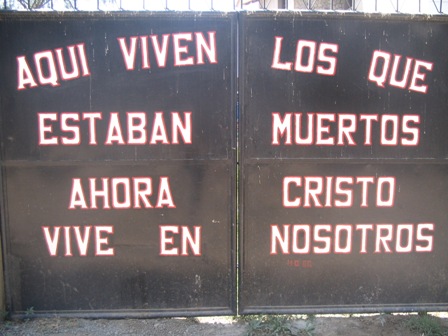 AQUI VIVEN LOS QUE
ESTABAN MUERTOS
AHORA CRISTO
VIVE EN NOSOTROS